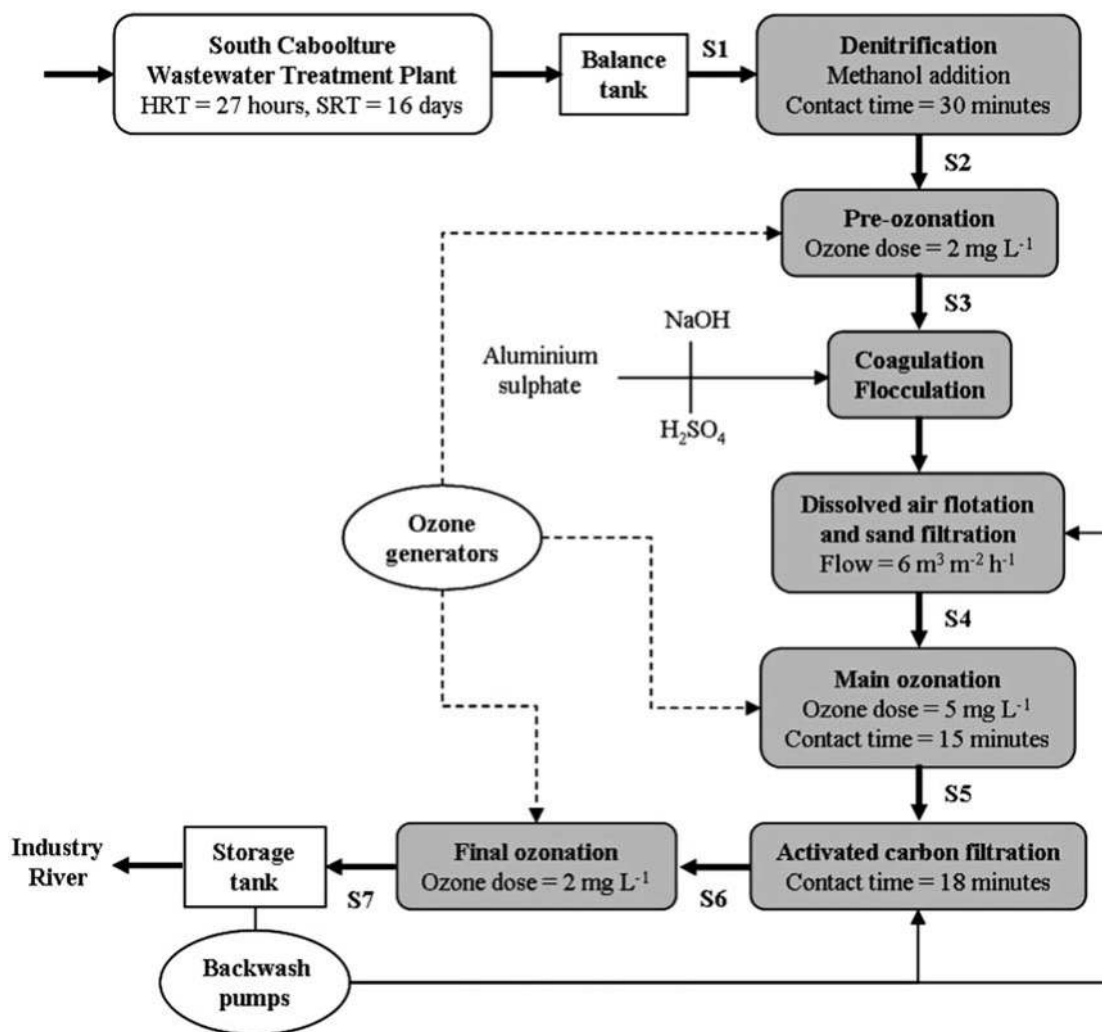 South Caboolture
Wastewater Treatment Plant
HRT = 27 hours, SRT = 16 days
Balance
tank
S1
Denitrification
Methanol addition
Contact time = 30 minutes
S2
Pre-ozonation
Ozone dose = 2 mg L⁻¹
S3
NaOH
Aluminium
sulphate
H₂SO₄
Coagulation
Flocculation
Ozone
generators
Dissolved air flotation
and sand filtration
Flow = 6 m³ m⁻² h⁻¹
S4
Main ozonation
Ozone dose = 5 mg L⁻¹
Contact time = 15 minutes
S5
Activated carbon filtration
Contact time = 18 minutes
S6
Final ozonation
Ozone dose = 2 mg L⁻¹
S7
Storage
tank
Industry
River
Backwash
pumps